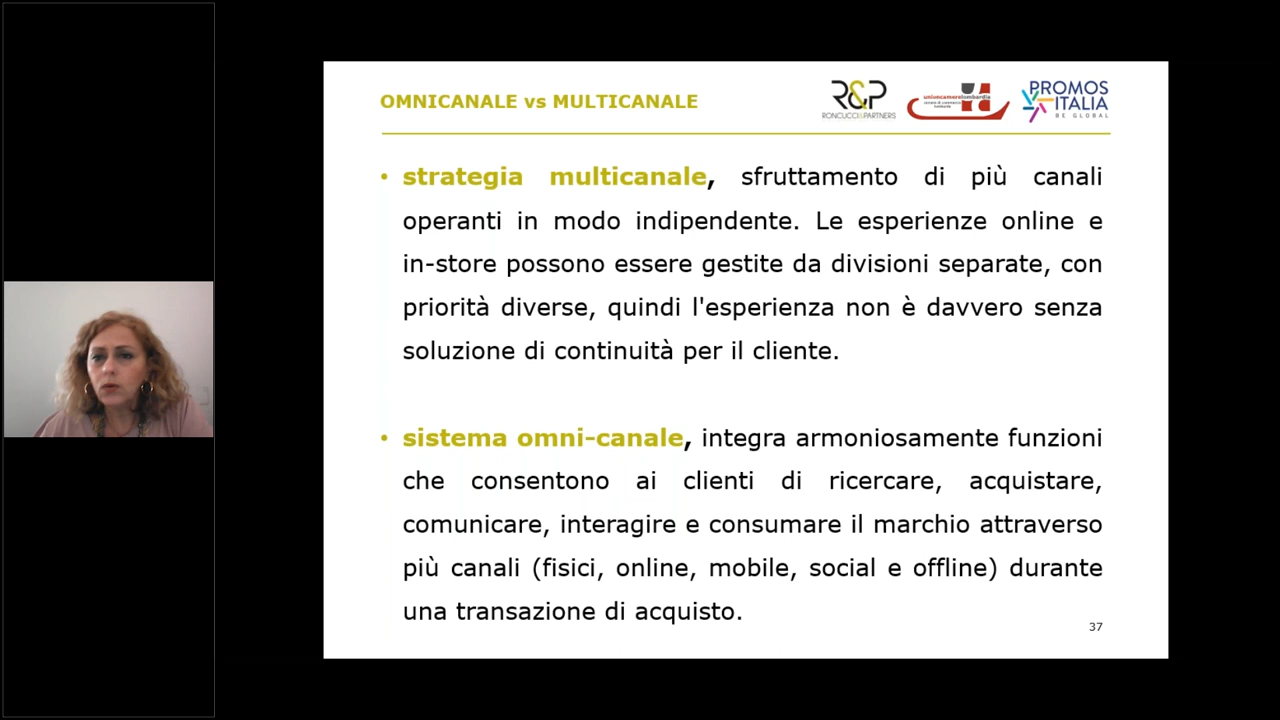 OMNICANALE vs MULTICANALE
R&P
RONCUCCI&PARTNERS
unioncamerelombardia
PROMOS
ITALIA
BE GLOBAL
• strategia multicanale, sfruttamento di più canali
operanti in modo indipendente. Le esperienze online e
in-store possono essere gestite da divisioni separate, con
priorità diverse, quindi l'esperienza non è davvero senza
soluzione di continuità per il cliente.
• sistema omni-canale, integra armoniosamente funzioni
che consentono ai clienti di ricercare, acquistare,
comunicare, interagire e consumare il marchio attraverso
più canali (fisici, online, mobile, social e offline) durante
una transazione di acquisto.
37